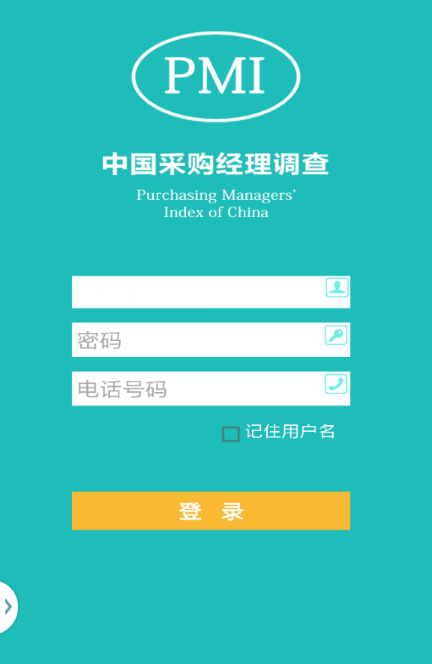 PMI
中国采购经理调查
Purchasing Managers'
Index of China
密码
电话号码
记住用户名
登 录